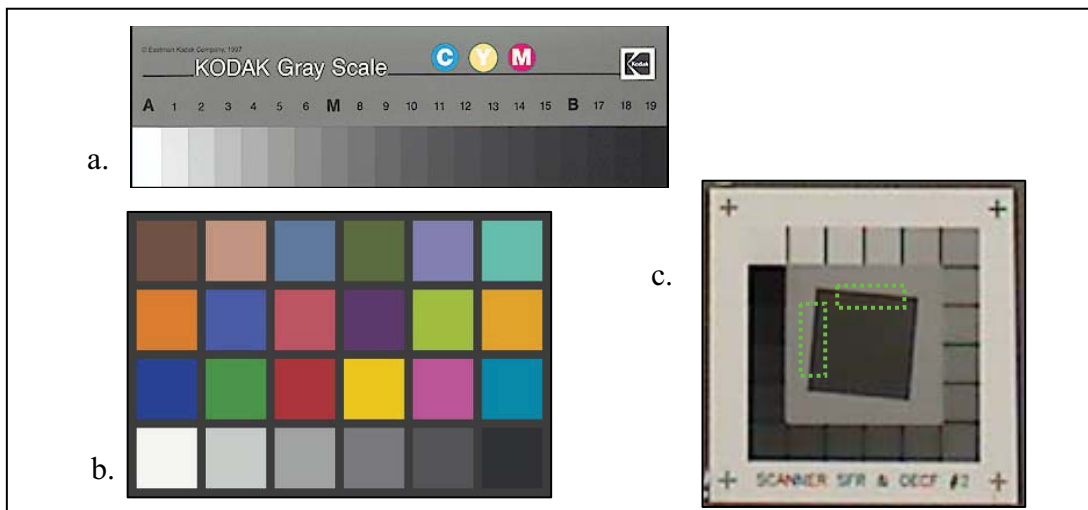 © Eastman Kodak Company, 1997
KODAK Gray Scale
C Y M
Kodak
A 1 2 3 4 5 6 M 8 9 10 11 12 13 14 15 B 17 18 19
a.
c.
b.
SCANNER SFR & OECF #2